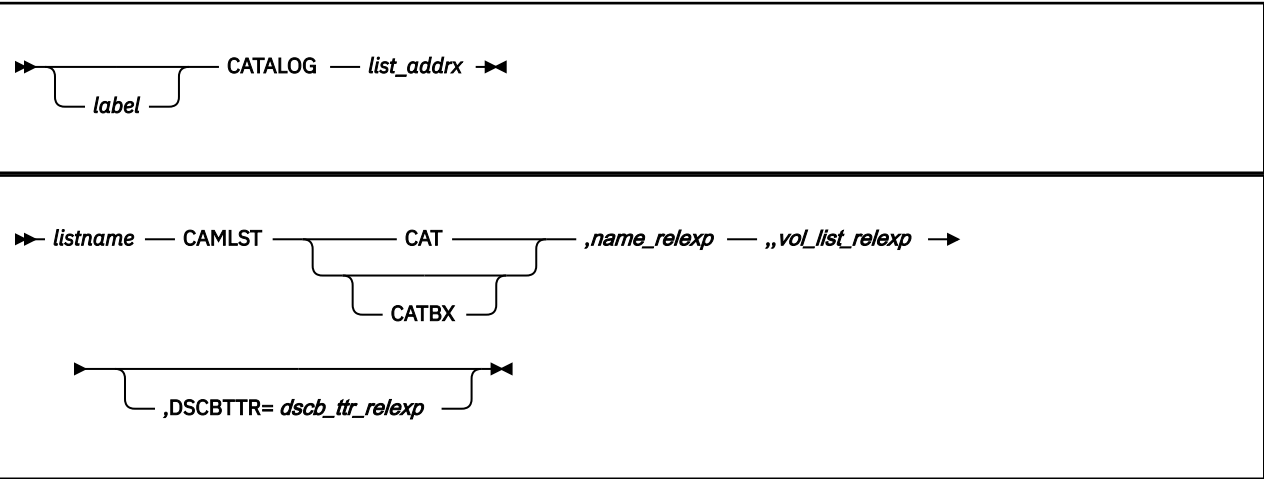 CATALOG list_addrx
label
listname CAMLST CAT ,name_relexp ,,vol_list_relexp
CATBX
,DSCBTTR= dscb_ttr_relexp